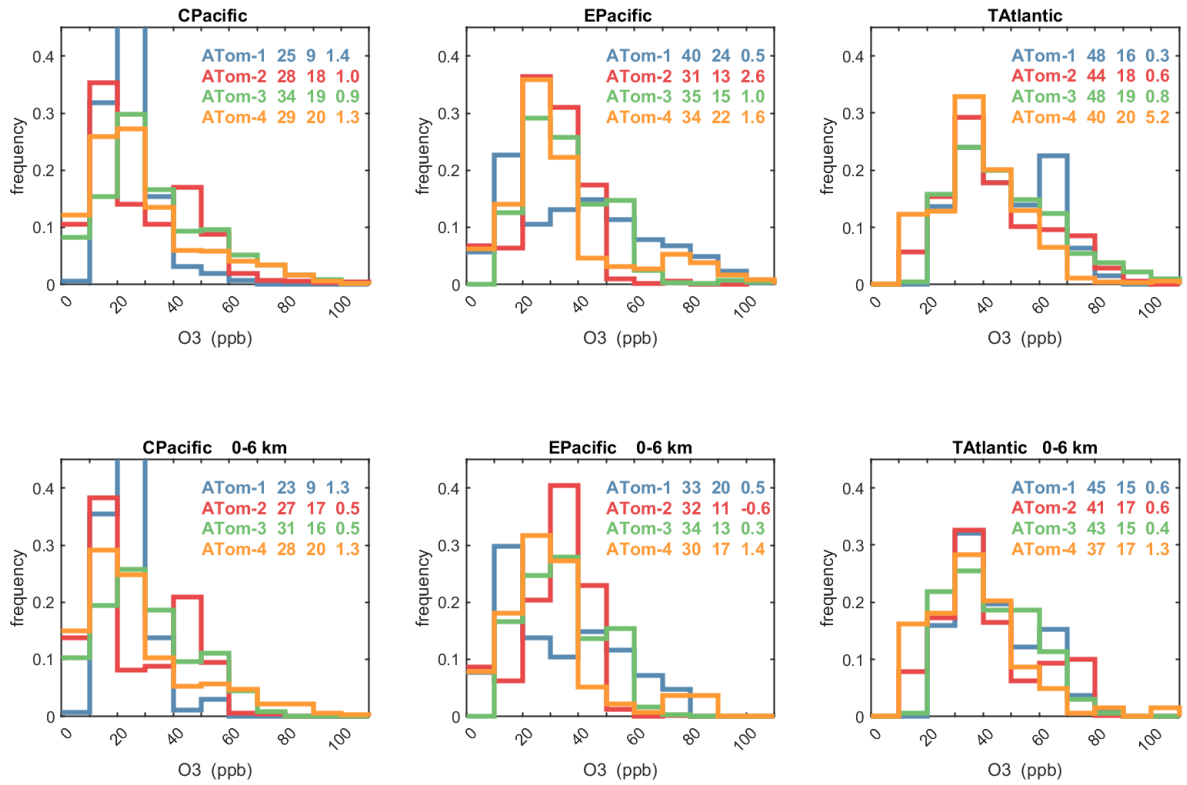 CPacific
0.4
0.3
0.2
0.1
0
frequency
ATom-1 25 9 1.4
ATom-2 28 18 1.0
ATom-3 34 19 0.9
ATom-4 29 20 1.3
0 20 40 60 80 100
O3 (ppb)
EPacific
0.4
0.3
0.2
0.1
0
frequency
ATom-1 40 24 0.5
ATom-2 31 13 2.6
ATom-3 35 15 1.0
ATom-4 34 22 1.6
0 20 40 60 80 100
O3 (ppb)
TAtlantic
0.4
0.3
0.2
0.1
0
frequency
ATom-1 48 16 0.3
ATom-2 44 18 0.6
ATom-3 48 19 0.8
ATom-4 40 20 5.2
0 20 40 60 80 100
O3 (ppb)
CPacific 0-6 km
0.4
0.3
0.2
0.1
0
frequency
ATom-1 23 9 1.3
ATom-2 27 17 0.5
ATom-3 31 16 0.5
ATom-4 28 20 1.3
0 20 40 60 80 100
O3 (ppb)
EPacific 0-6 km
0.4
0.3
0.2
0.1
0
frequency
ATom-1 33 20 0.5
ATom-2 32 11 -0.6
ATom-3 34 13 0.3
ATom-4 30 17 1.4
0 20 40 60 80 100
O3 (ppb)
TAtlantic 0-6 km
0.4
0.3
0.2
0.1
0
frequency
ATom-1 45 15 0.6
ATom-2 41 17 0.6
ATom-3 43 15 0.4
ATom-4 37 17 1.3
0 20 40 60 80 100
O3 (ppb)